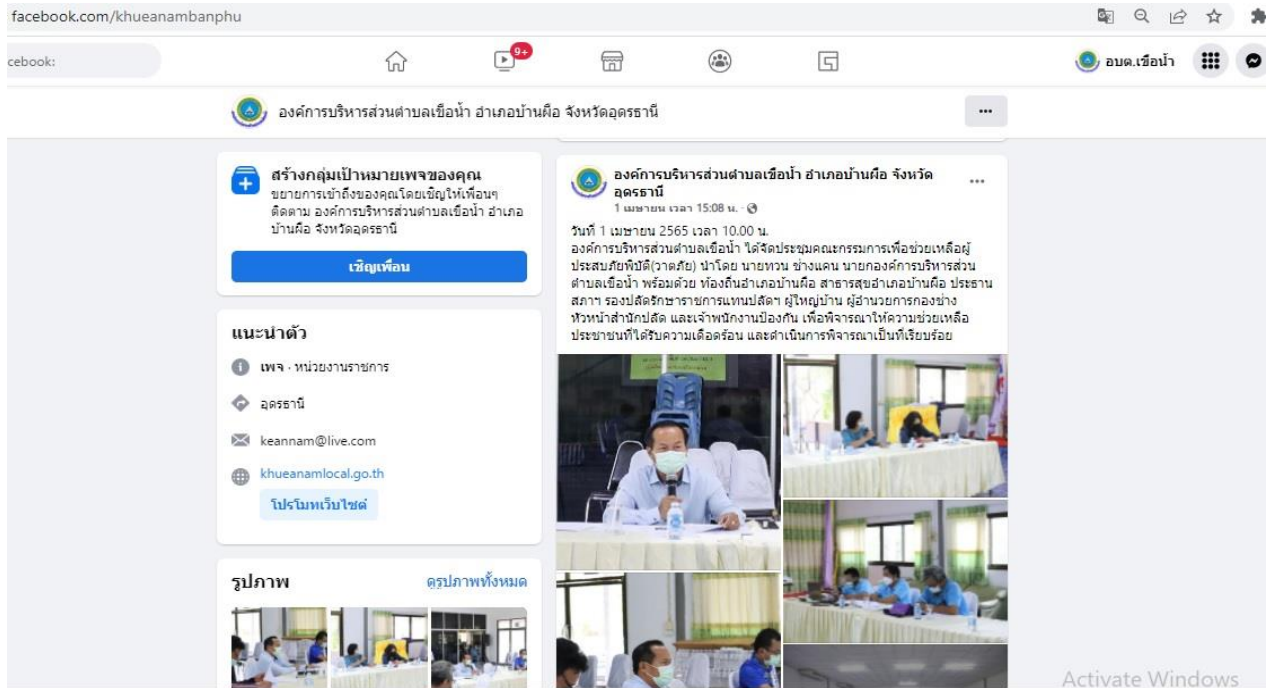 facebook.com/khueanambanphu
cebook:
9+
อบต.เขือน้ำ
องค์การบริหารส่วนตำบลเขือน้ำ อำเภอบ้านผือ จังหวัดอุดรธานี
สร้างกลุ่มเป้าหมายเพจของคุณ
ขยายการเข้าถึงของคุณโดยเชิญให้เพื่อนๆ
ติดตาม องค์การบริหารส่วนตำบลเขือน้ำ อำเภอ
บ้านผือ จังหวัดอุดรธานี
เชิญเพื่อน
แนะนำตัว
เพจ · หน่วยงานราชการ
อุดรธานี
keannam@live.com
khueanamlocal.go.th
โปรโมทเว็บไซต์
รูปภาพ
ดูรูปภาพทั้งหมด
องค์การบริหารส่วนตำบลเขือน้ำ อำเภอบ้านผือ จังหวัด
อุดรธานี
1 เมษายน เวลา 15:08 น. ·
วันที่ 1 เมษายน 2565 เวลา 10.00 น.
องค์การบริหารส่วนตำบลเขือน้ำ ได้จัดประชุมคณะกรรมการเพื่อช่วยเหลือผู้
ประสบภัยพิบัติ(วาตภัย) นำโดย นายทวน ช่างแคน นายกองค์การบริหารส่วน
ตำบลเขือน้ำ พร้อมด้วย ท้องถิ่นอำเภอบ้านผือ สาธารสุขอำเภอบ้านผือ ประธาน
สภาฯ รองปลัดรักษาราชการแทนปลัดฯ ผู้ใหญ่บ้าน ผู้อำนวยการกองช่าง
หัวหน้าสำนักปลัด และเจ้าพนักงานป้องกัน เพื่อพิจารณาให้ความช่วยเหลือ
ประชาชนที่ได้รับความเดือดร้อน และดำเนินการพิจารณาเป็นที่เรียบร้อย
Activate Windows